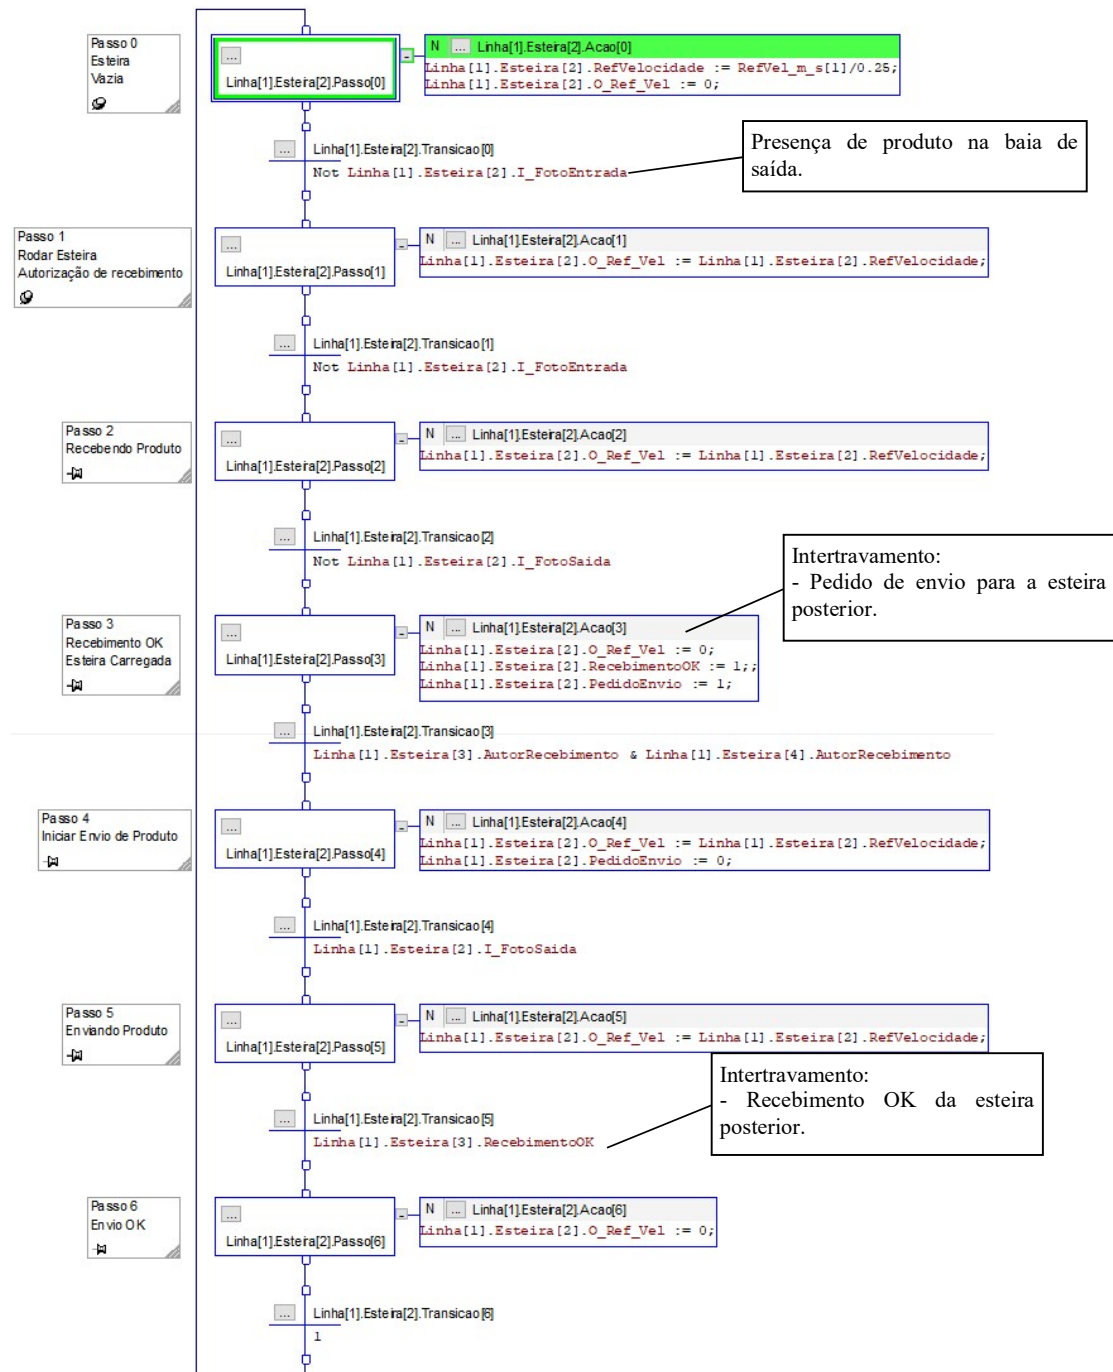 Passo 0
Esteira
Vazia
...
Linha[1].Esteira[2].Passo[0]
N ... Linha[1].Esteira[2].Acao[0]
Linha[1].Esteira[2].RefVelocidade := RefVel_m_s[1]/0.25;
Linha[1].Esteira[2].O_Ref_Vel := 0;
... Linha[1].Esteira[2].Transicao[0]
Not Linha[1].Esteira[2].I_FotoEntrada
Presença de produto na baia de
saída.
Passo 1
Rodar Esteira
Autorização de recebimento
...
Linha[1].Esteira[2].Passo[1]
N ... Linha[1].Esteira[2].Acao[1]
Linha[1].Esteira[2].O_Ref_Vel := Linha[1].Esteira[2].RefVelocidade;
... Linha[1].Esteira[2].Transicao[1]
Not Linha[1].Esteira[2].I_FotoEntrada
Passo 2
Recebendo Produto
...
Linha[1].Esteira[2].Passo[2]
N ... Linha[1].Esteira[2].Acao[2]
Linha[1].Esteira[2].O_Ref_Vel := Linha[1].Esteira[2].RefVelocidade;
... Linha[1].Esteira[2].Transicao[2]
Not Linha[1].Esteira[2].I_FotoSaida
Intertravamento:
- Pedido de envio para a esteira
posterior.
Passo 3
Recebimento OK
Esteira Carregada
...
Linha[1].Esteira[2].Passo[3]
N ... Linha[1].Esteira[2].Acao[3]
Linha[1].Esteira[2].O_Ref_Vel := 0;
Linha[1].Esteira[2].RecebimentoOK := 1;;
Linha[1].Esteira[2].PedidoEnvio := 1;
... Linha[1].Esteira[2].Transicao[3]
Linha[1].Esteira[3].AutorRecebimento & Linha[1].Esteira[4].AutorRecebimento
Passo 4
Iniciar Envio de Produto
...
Linha[1].Esteira[2].Passo[4]
N ... Linha[1].Esteira[2].Acao[4]
Linha[1].Esteira[2].O_Ref_Vel := Linha[1].Esteira[2].RefVelocidade;
Linha[1].Esteira[2].PedidoEnvio := 0;
... Linha[1].Esteira[2].Transicao[4]
Linha[1].Esteira[2].I_FotoSaida
Passo 5
Enviando Produto
...
Linha[1].Esteira[2].Passo[5]
N ... Linha[1].Esteira[2].Acao[5]
Linha[1].Esteira[2].O_Ref_Vel := Linha[1].Esteira[2].RefVelocidade;
Intertravamento:
- Recebimento OK da esteira
posterior.
... Linha[1].Esteira[2].Transicao[5]
Linha[1].Esteira[3].RecebimentoOK
Passo 6
Envio OK
...
Linha[1].Esteira[2].Passo[6]
N ... Linha[1].Esteira[2].Acao[6]
Linha[1].Esteira[2].O_Ref_Vel := 0;
... Linha[1].Esteira[2].Transicao[6]
1